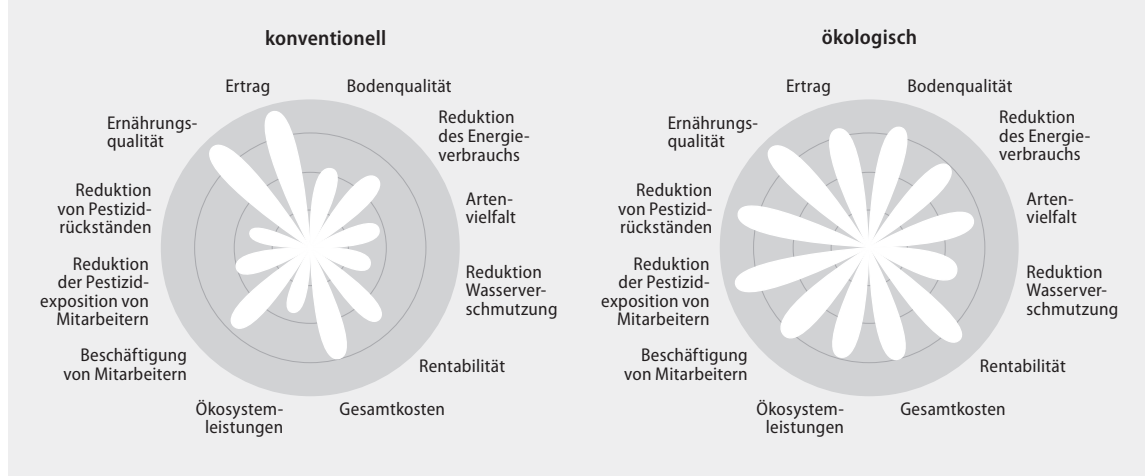 konventionell
Ertrag
Bodenqualität
Ernährungs-
qualität
Reduktion
des Energie-
verbrauchs
Reduktion
von Pestizid-
rückständen
Arten-
vielfalt
Reduktion
der Pestizid-
exposition von
Mitarbeitern
Reduktion
Wasserver-
schmutzung
Beschäftigung
von Mitarbeitern
Rentabilität
Ökosystem-
leistungen
Gesamtkosten
ökologisch
Ertrag
Bodenqualität
Ernährungs-
qualität
Reduktion
des Energie-
verbrauchs
Reduktion
von Pestizid-
rückständen
Arten-
vielfalt
Reduktion
der Pestizid-
exposition von
Mitarbeitern
Reduktion
Wasserver-
schmutzung
Beschäftigung
von Mitarbeitern
Rentabilität
Ökosystem-
leistungen
Gesamtkosten